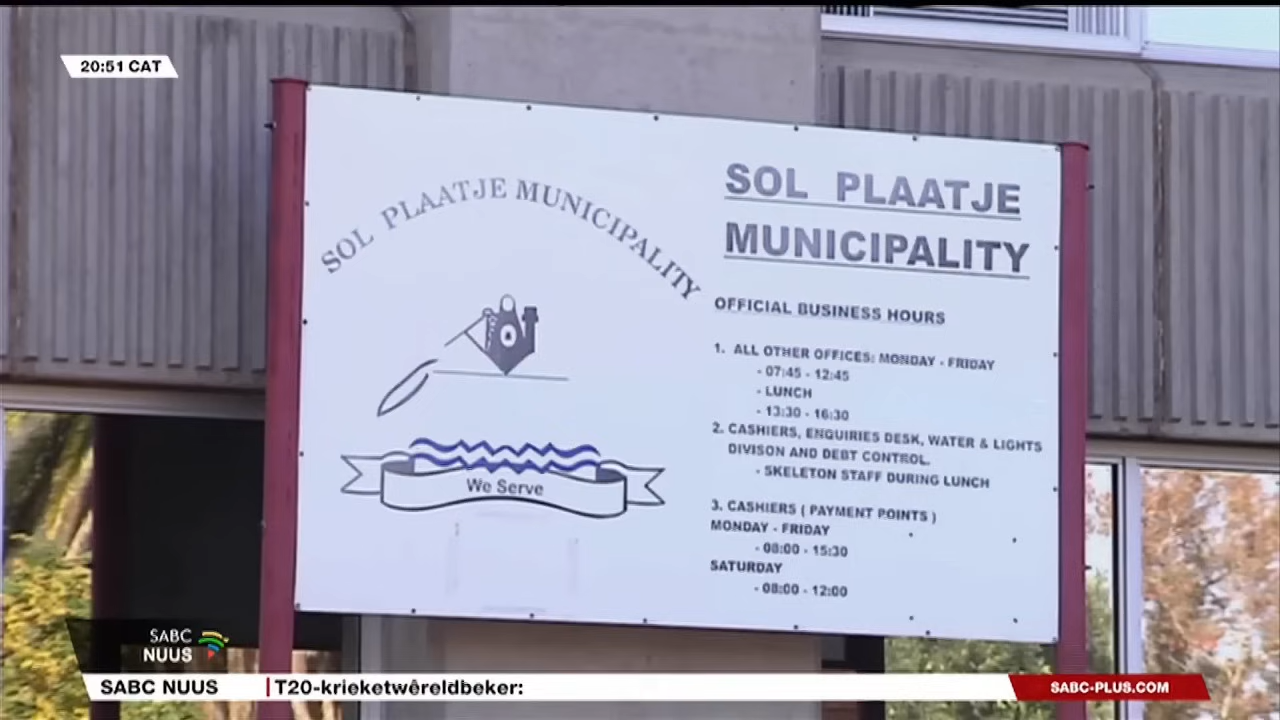 20:51 CAT
SOL PLAATJE MUNICIPALITY
We Serve
SOL PLAATJE
MUNICIPALITY
OFFICIAL BUSINESS HOURS
1. ALL OTHER OFFICES: MONDAY - FRIDAY
- 07:45 - 12:45
- LUNCH
- 13:30 - 16:30
2. CASHIERS, ENQUIRIES DESK, WATER & LIGHTS
DIVISON AND DEBT CONTROL.
- SKELETON STAFF DURING LUNCH
3. CASHIERS ( PAYMENT POINTS )
MONDAY - FRIDAY
- 08:00 - 15:30
SATURDAY
- 08:00 - 12:00
SABC
NUUS
SABC NUUS
T20-krieketwêreldbeker:
SABC-PLUS.COM